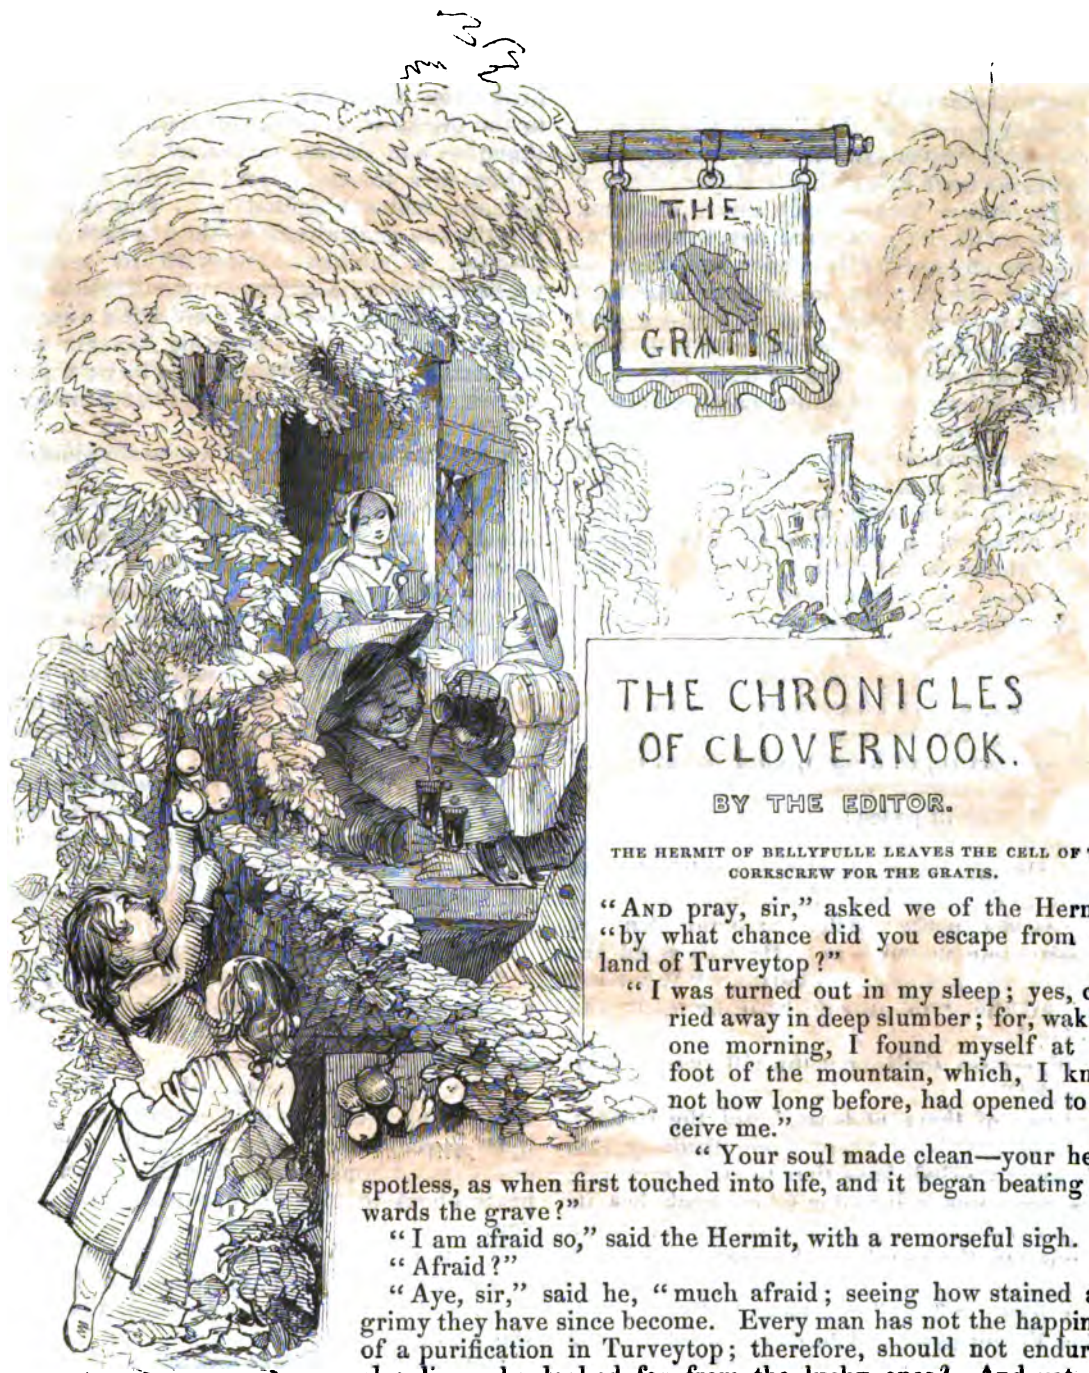 THE
GRATIS
THE CHRONICLES
OF CLOVERNOOK.
BY THE EDITOR.
THE HERMIT OF BELLYFULLE LEAVES THE CELL OF
CORKSCREW FOR THE GRATIS.
“AND pray, sir,” asked we of the Herm
“by what chance did you escape from
land of Turveytop?”
“I was turned out in my sleep; yes, c
ried away in deep slumber; for, wak
one morning, I found myself at
foot of the mountain, which, I kn
not how long before, had opened to
ceive me.”
“Your soul made clean—your he
spotless, as when first touched into life, and it began beating
wards the grave?”
“I am afraid so,” said the Hermit, with a remorseful sigh.
“Afraid?”
“Aye, sir,” said he, “much afraid; seeing how stained a
grimy they have since become. Every man has not the happin
of a purification in Turveytop; therefore, should not endur